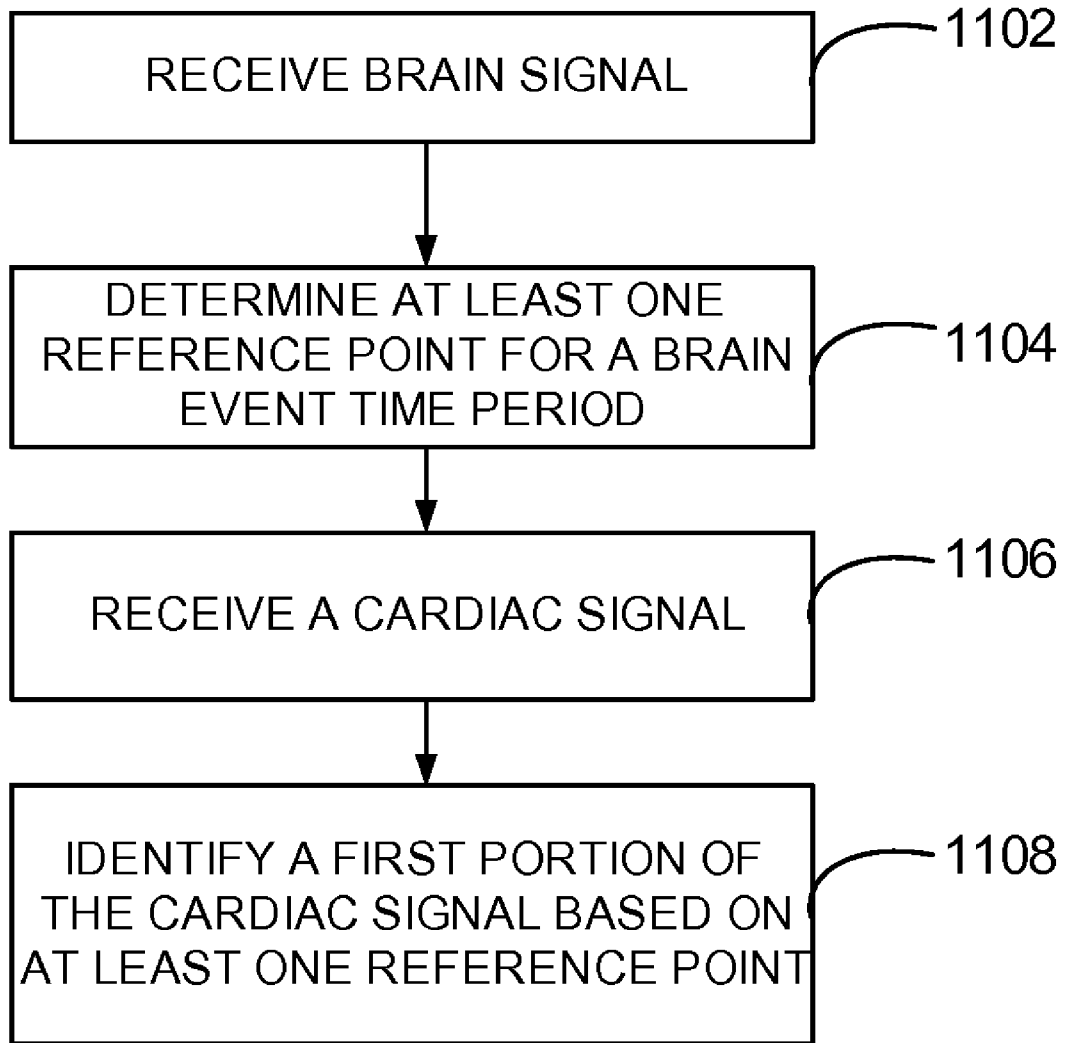 RECEIVE BRAIN SIGNAL
1102
DETERMINE AT LEAST ONE
REFERENCE POINT FOR A BRAIN
EVENT TIME PERIOD
1104
RECEIVE A CARDIAC SIGNAL
1106
IDENTIFY A FIRST PORTION OF
THE CARDIAC SIGNAL BASED ON
AT LEAST ONE REFERENCE POINT
1108